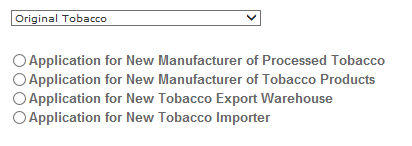 Original Tobacco
Application for New Manufacturer of Processed Tobacco
Application for New Manufacturer of Tobacco Products
Application for New Tobacco Export Warehouse
Application for New Tobacco Importer